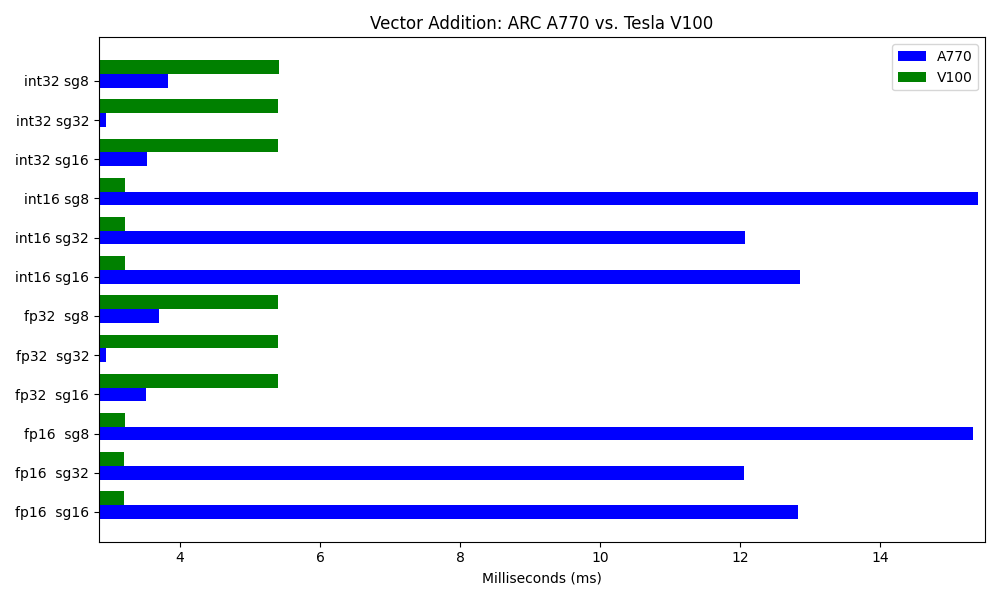 Vector Addition: ARC A770 vs. Tesla V100
A770
V100
int32 sg8
int32 sg32
int32 sg16
int16 sg8
int16 sg32
int16 sg16
fp32  sg8
fp32  sg32
fp32  sg16
fp16  sg8
fp16  sg32
fp16  sg16
4 6 8 10 12 14
Milliseconds (ms)